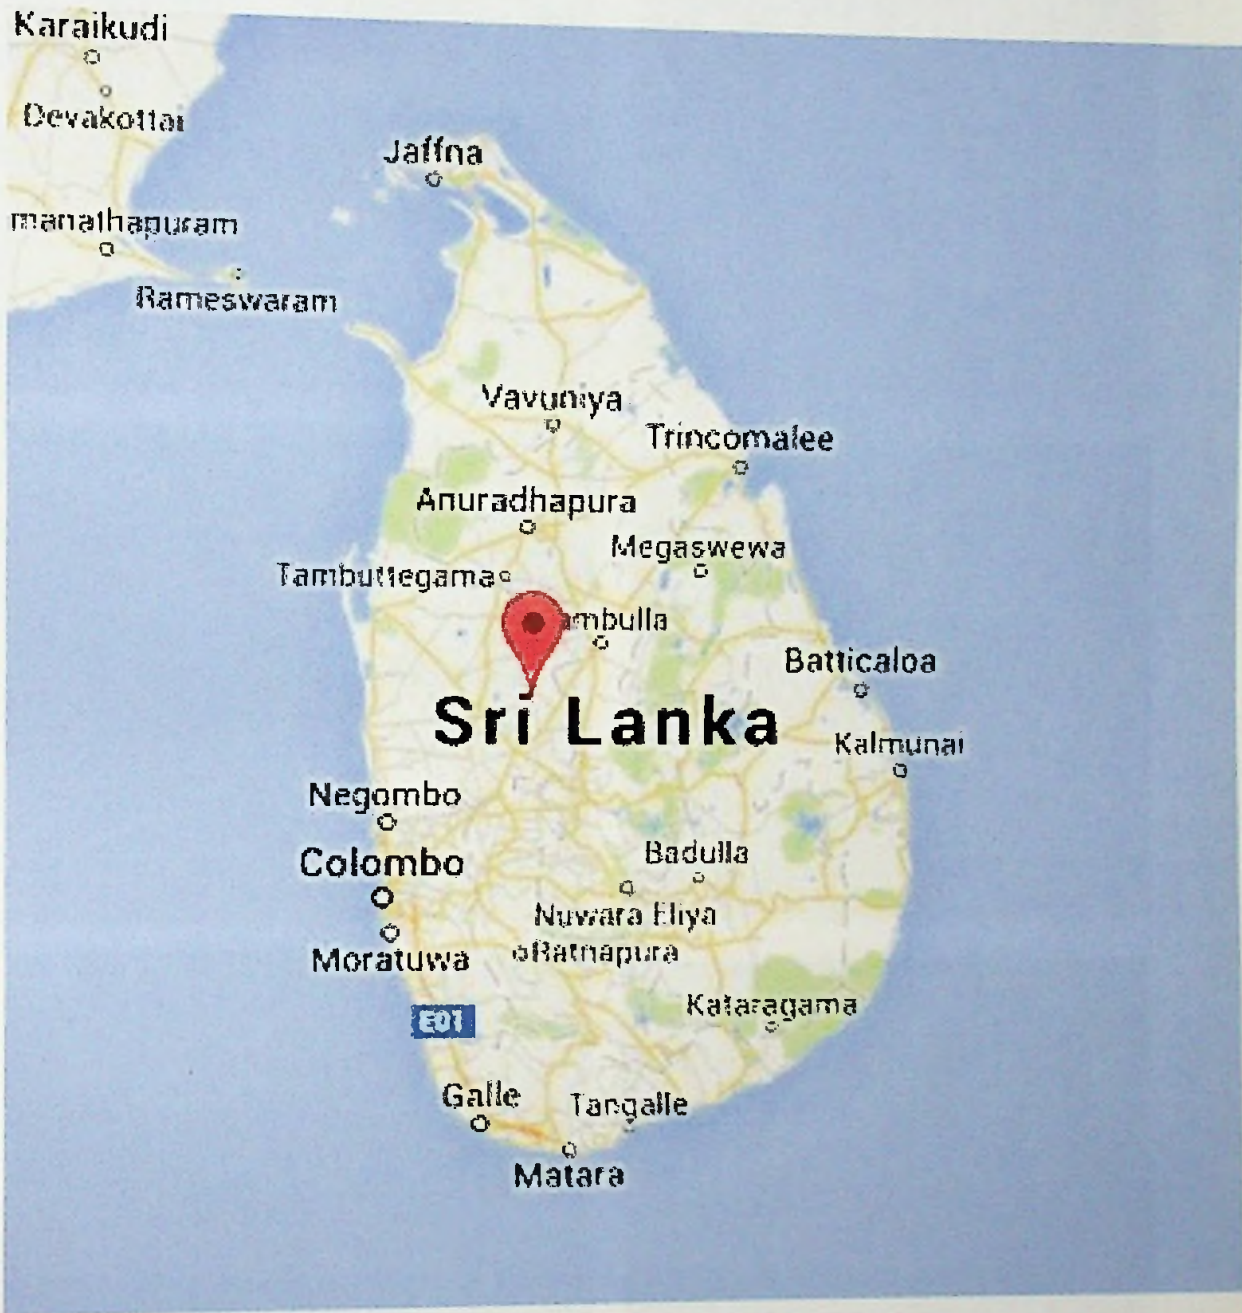 Karaikudi
Devakottai
Jaffna
manathapuram
Rameswaram
Vavuniya
Trincomalee
Anuradhapura
Megaswewa
Tambuttegama
ambulla
Batticaloa
Sri Lanka
Kalmunai
Negombo
Colombo
Badulla
Nuwara Eliya
Moratuwa
Ratnapura
Kataragama
E01
Galle
Tangalle
Matara